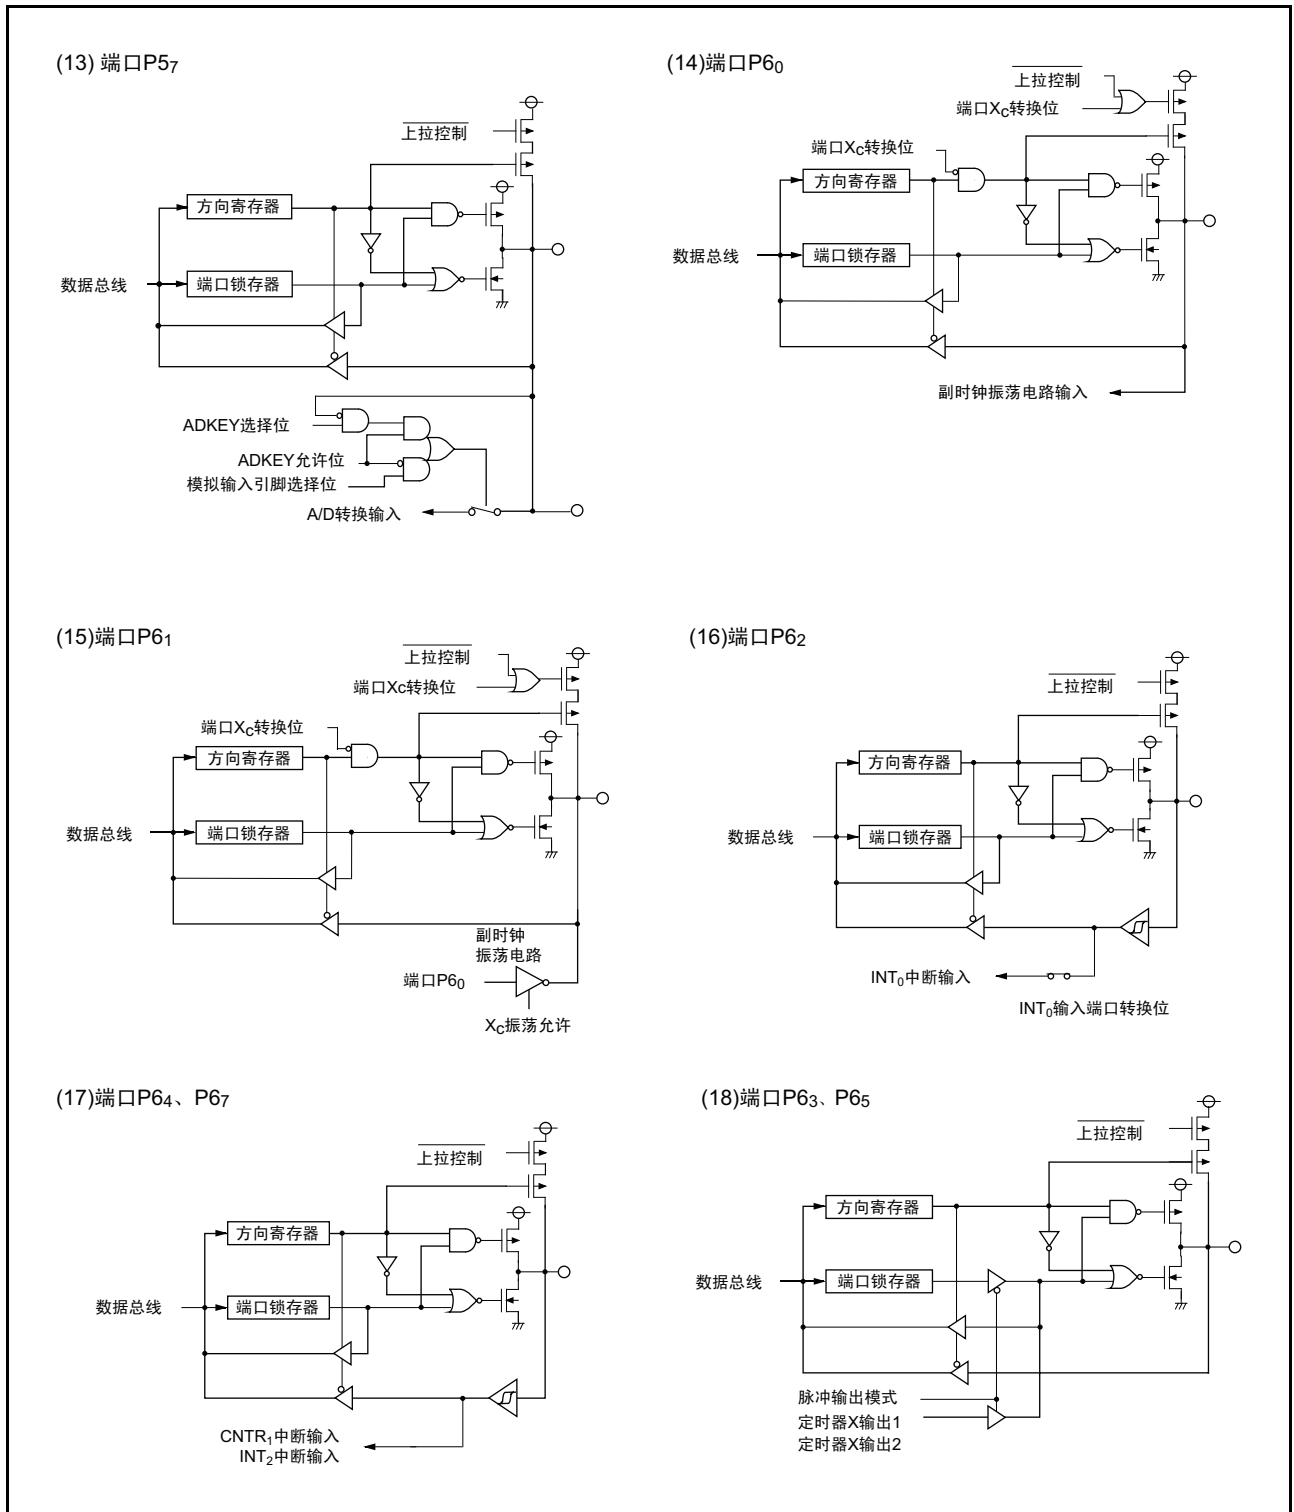 (13) 端口P5₇
上拉控制
方向寄存器
数据总线
端口锁存器
ADKEY选择位
ADKEY允许位
模拟输入引脚选择位
A/D转换输入
(14)端口P6₀
上拉控制
端口Xc转换位
端口Xc转换位
方向寄存器
数据总线
端口锁存器
副时钟振荡电路输入
(15)端口P6₁
上拉控制
端口Xc转换位
端口Xc转换位
方向寄存器
数据总线
端口锁存器
副时钟
振荡电路
端口P6₀
Xc振荡允许
(16)端口P6₂
上拉控制
方向寄存器
数据总线
端口锁存器
INT₀中断输入
INT₀输入端口转换位
(17)端口P6₄、P6₇
上拉控制
方向寄存器
数据总线
端口锁存器
CNTR₁中断输入
INT₂中断输入
(18)端口P6₃、P6₅
上拉控制
方向寄存器
数据总线
端口锁存器
脉冲输出模式
定时器X输出1
定时器X输出2